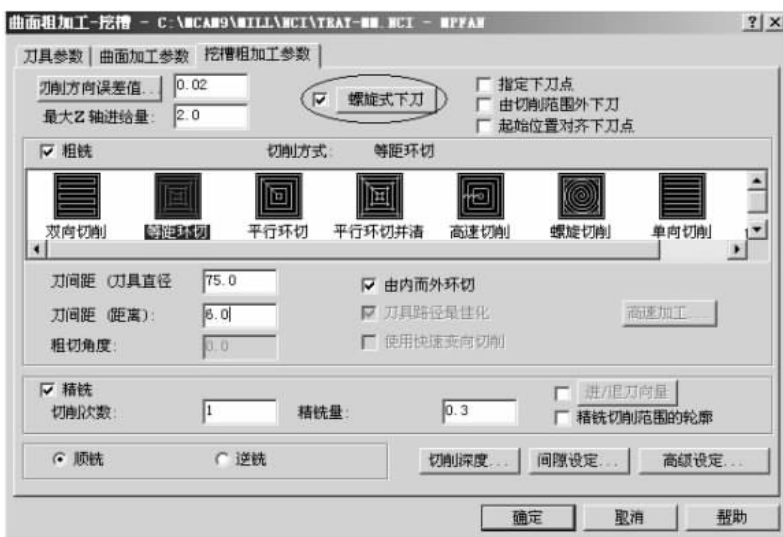 曲面粗加工-挖槽 - C:\MCAM9\MILL\NCI\TRAY-MM.NCI - MPFAN
刀具参数 曲面加工参数 挖槽粗加工参数
切削方向误差值... 0.02
最大Z 轴进给量: 2.0
螺旋式下刀
指定下刀点
由切削范围外下刀
起始位置对齐下刀点
粗铣 切削方式: 等距环切
双向切削 等距环切 平行环切 平行环切并清 高速切削 螺旋切削 单向切削
刀间距 (刀具直径 75.0
由内而外环切
刀间距 (距离): 6.0
刀具路径最佳化
高速加工...
粗切角度: 0.0
使用快速变向切削
精铣
进/退刀向量
切削次数: 1 精铣量: 0.3
精铣切削范围的轮廓
顺铣 逆铣
切削深度... 间隙设定... 高级设定...
确定 取消 帮助